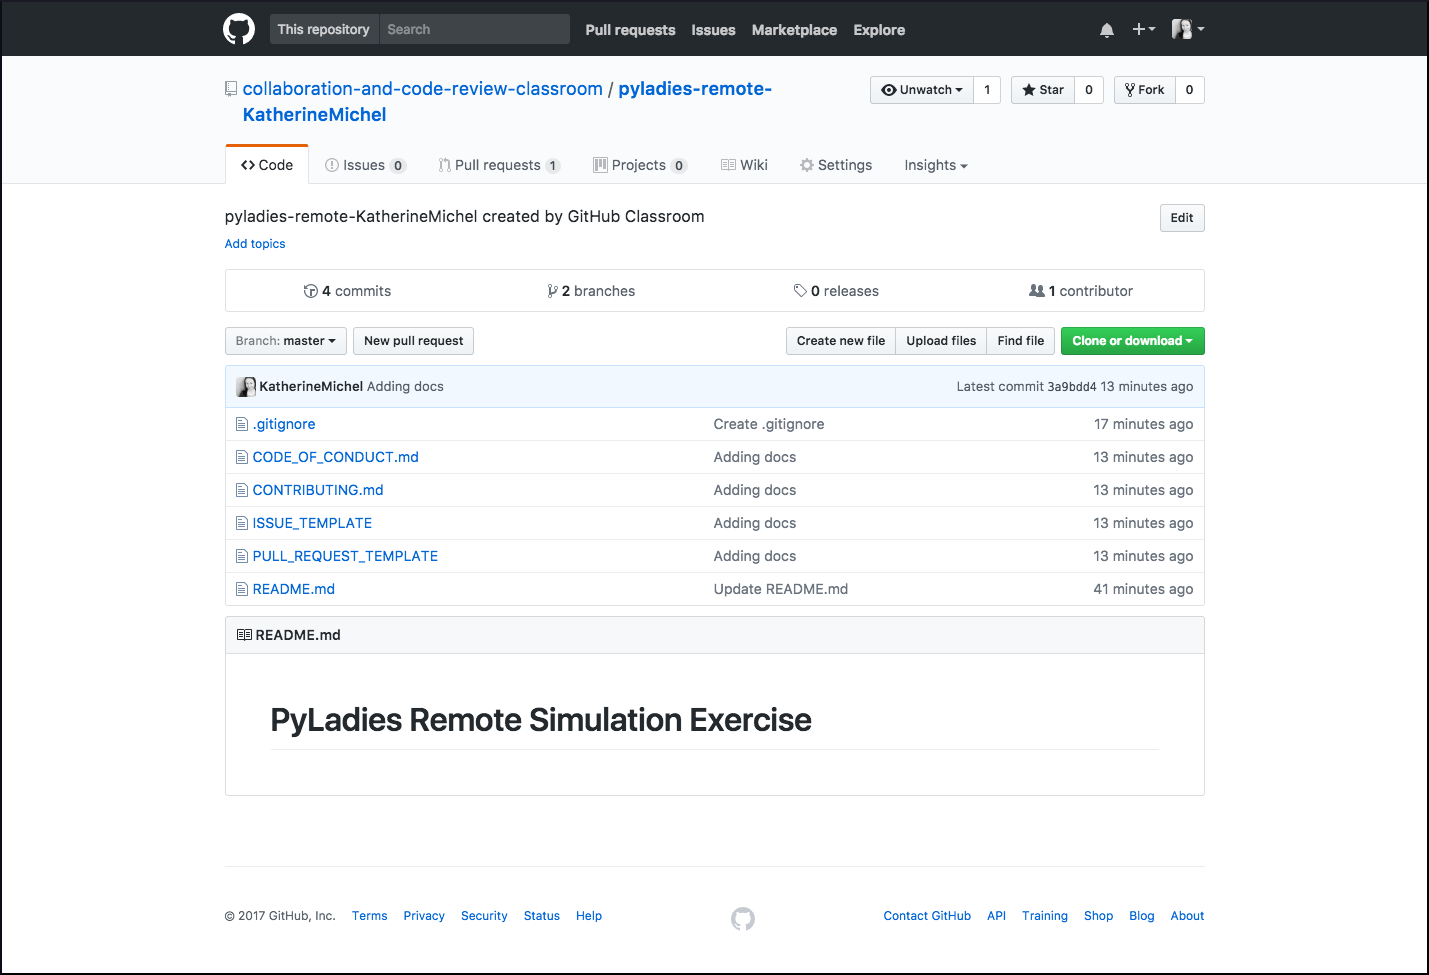 This repository Search Pull requests Issues Marketplace Explore
collaboration-and-code-review-classroom / pyladies-remote-
KatherineMichel
Unwatch 1 Star 0 Fork 0
Code Issues 0 Pull requests 1 Projects 0 Wiki Settings Insights
pyladies-remote-KatherineMichel created by GitHub Classroom
Edit
Add topics
4 commits 2 branches 0 releases 1 contributor
Branch: master New pull request Create new file Upload files Find file Clone or download
KatherineMichel Adding docs Latest commit 3a9bdd4 13 minutes ago
.gitignore Create .gitignore 17 minutes ago
CODE_OF_CONDUCT.md Adding docs 13 minutes ago
CONTRIBUTING.md Adding docs 13 minutes ago
ISSUE_TEMPLATE Adding docs 13 minutes ago
PULL_REQUEST_TEMPLATE Adding docs 13 minutes ago
README.md Update README.md 41 minutes ago
README.md
PyLadies Remote Simulation Exercise
© 2017 GitHub, Inc. Terms Privacy Security Status Help Contact GitHub API Training Shop Blog About